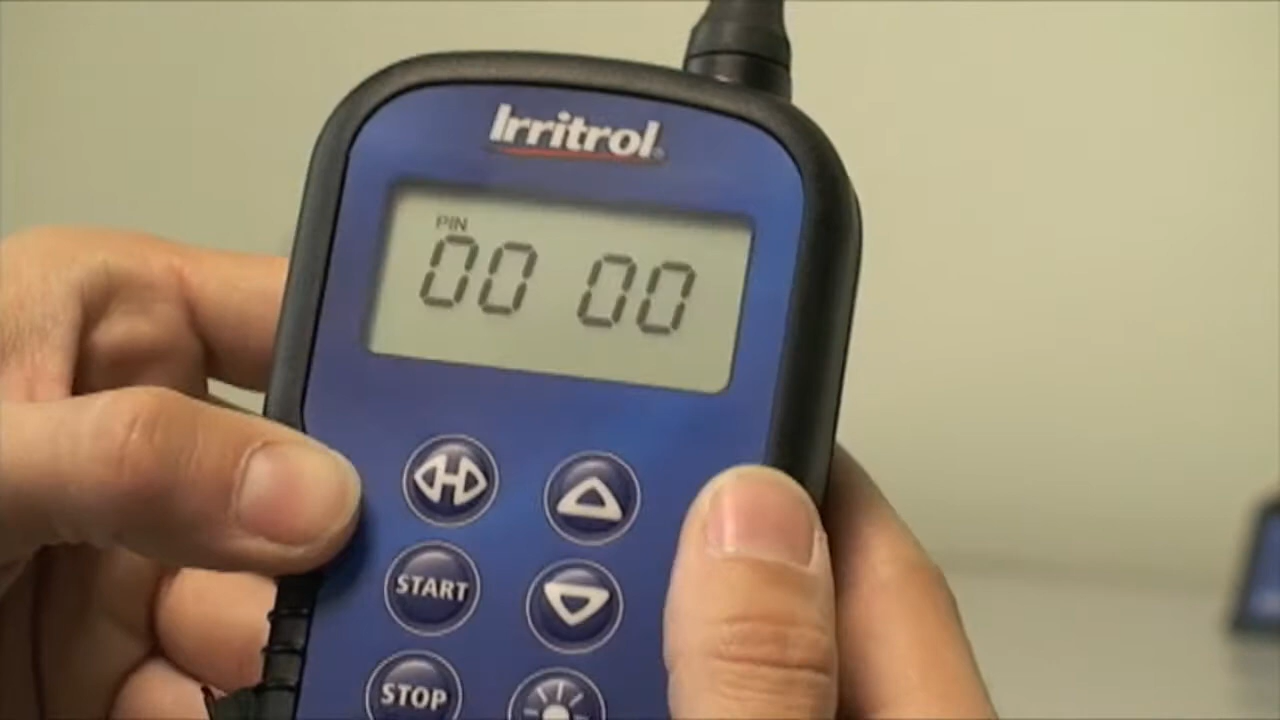 Irritrol
PIN
00 00
START
STOP